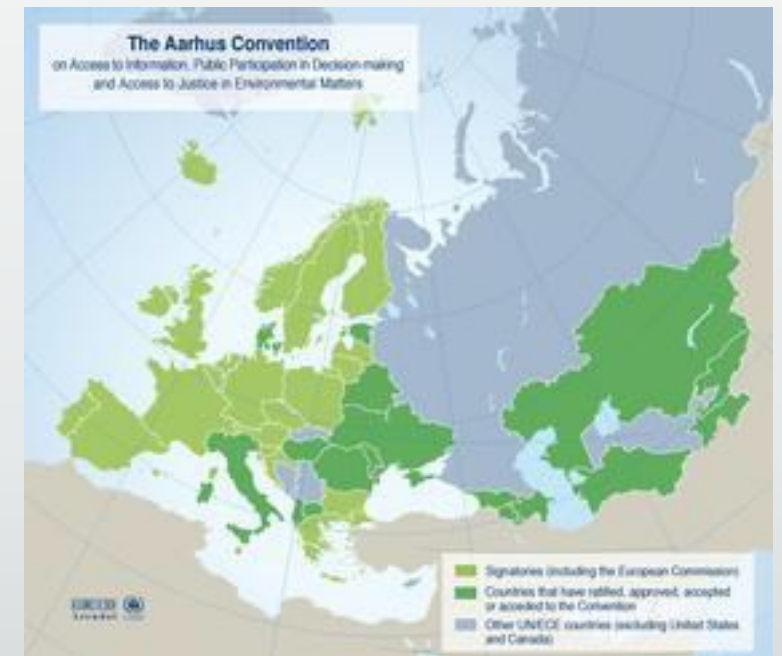 The Aarhus Convention
on Access to Information, Public Participation in Decision-making
and Access to Justice in Environmental Matters
Signatories (including the European Commission)
Countries that have ratified, approved, accepted
or acceded to the Convention
Other UN/ECE countries (excluding United States
and Canada)